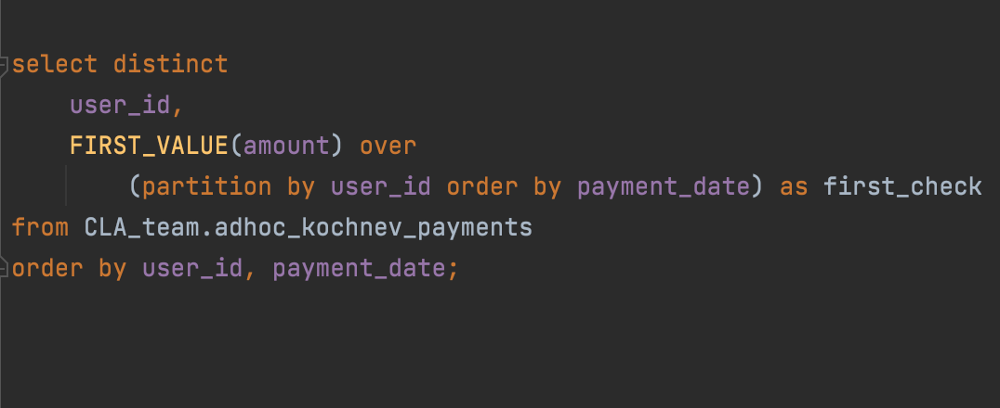 select distinct
    user_id,
    FIRST_VALUE(amount) over
        (partition by user_id order by payment_date) as first_check
from CLA_team.adhoc_kochnev_payments
order by user_id, payment_date;